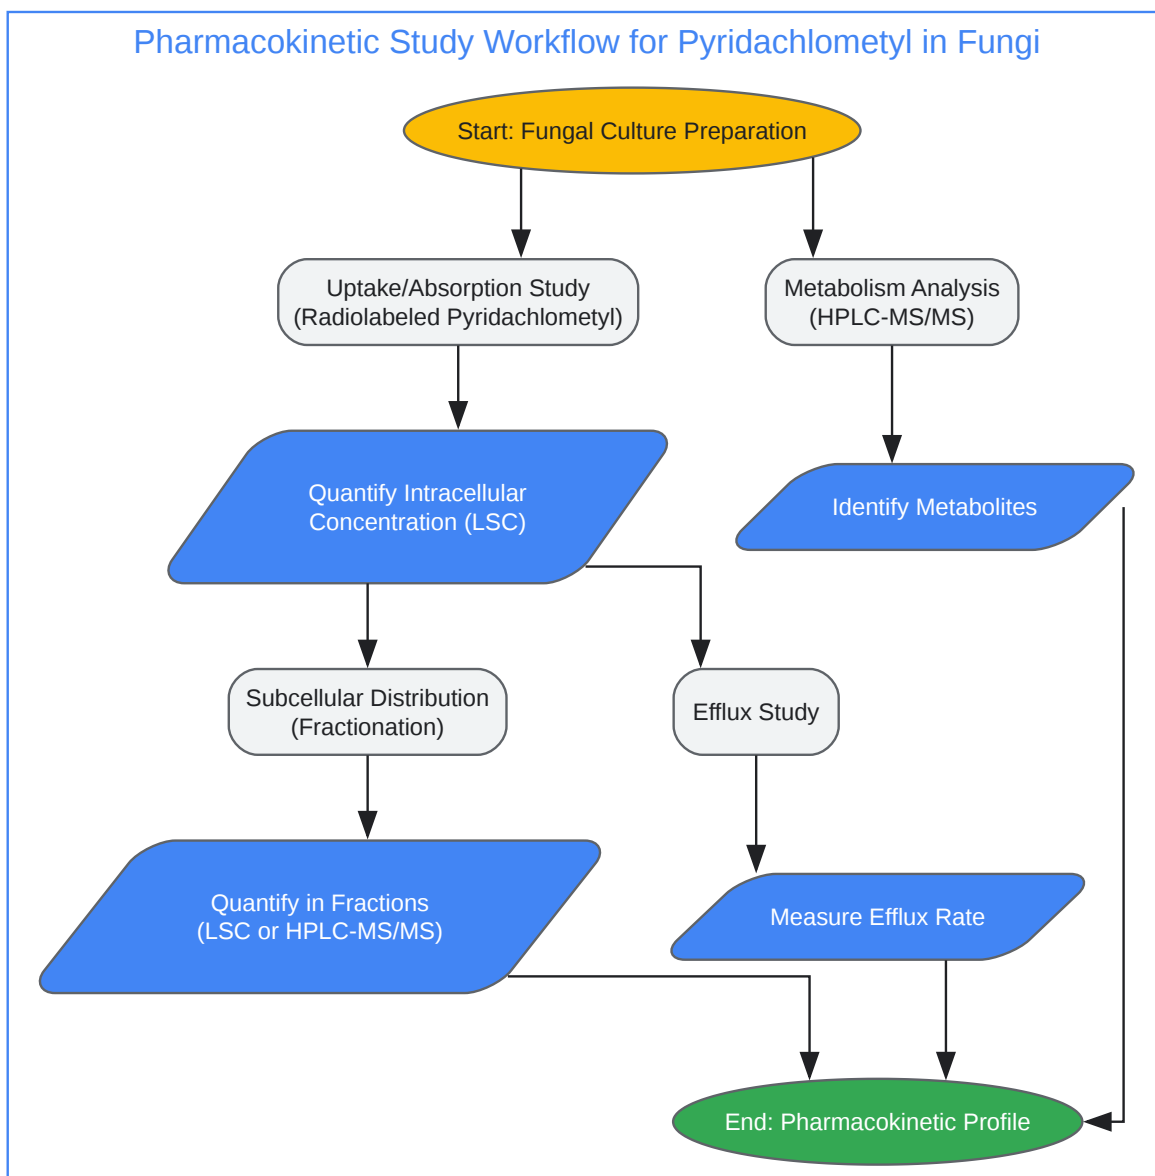 Pharmacokinetic Study Workflow for Pyridachlometyl in Fungi
Start: Fungal Culture Preparation
Uptake/Absorption Study
(Radiolabeled Pyridachlometyl)
Metabolism Analysis
(HPLC-MS/MS)
Quantify Intracellular
Concentration (LSC)
Identify Metabolites
Subcellular Distribution
(Fractionation)
Efflux Study
Quantify in Fractions
(LSC or HPLC-MS/MS)
Measure Efflux Rate
End: Pharmacokinetic Profile